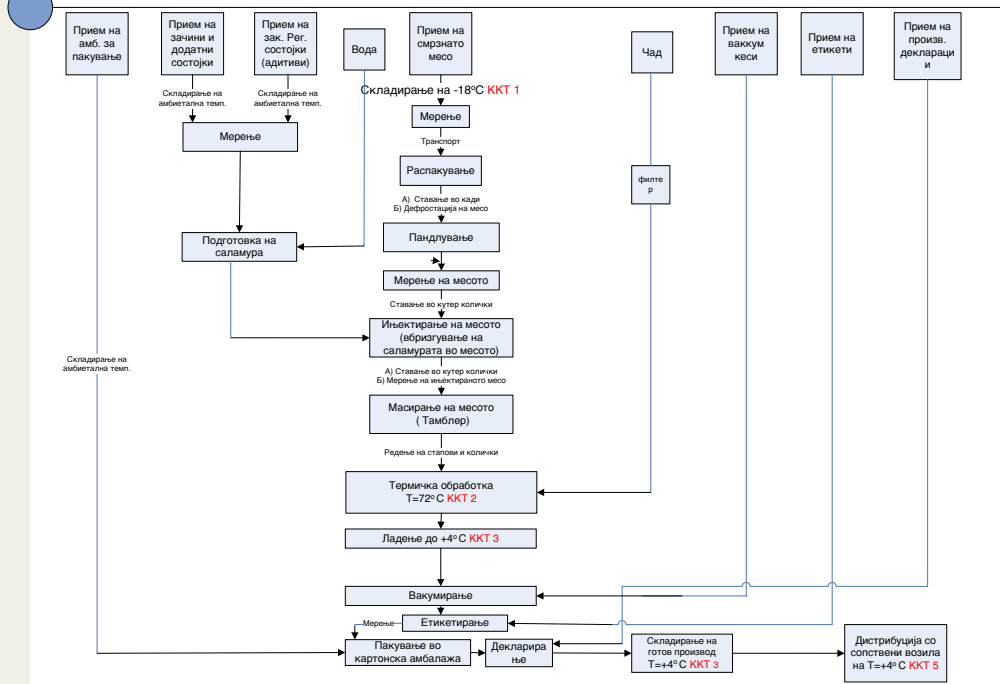 Прием на
амб. за
пакување
Прием на
зачини и
додатни
состојки
Прием на
зак. Рег.
состојки
(адитиви)
Вода
Прием на
смрзнато
месо
Чад
Прием на
ваккум
кеси
Прием на
етикети
Прием на
произв.
деклараци
и
Складирање на
амбиетална темп.
Складирање на
амбиетална темп.
Складирање на -18ºС ККТ 1
Мерење
Мерење
Транспорт
Распакување
филте
р
А) Ставање во кади
Б) Дефростација на месо
Подготовка на
саламура
Пандлување
Мерење на месото
Ставање во кутер колички
Ињектирање на месото
(вбризгување на
саламурата во месото)
Складирање на
амбиетална темп.
А) Ставање во кутер колички
Б) Мерење на ињектираното месо
Масирање на месото
( Тамблер)
Редење на стапови и колички
Термичка обработка
Т=72º С ККТ 2
Ладење до +4º С ККТ 3
Вакумирање
Етикетирање
Мерење
Пакување во
картонска амбалажа
Декларира
ње
Складирање на
готов производ
Т=+4º С ККТ 3
Дистрибуција со
сопствени возила
на Т=+4º С ККТ 5